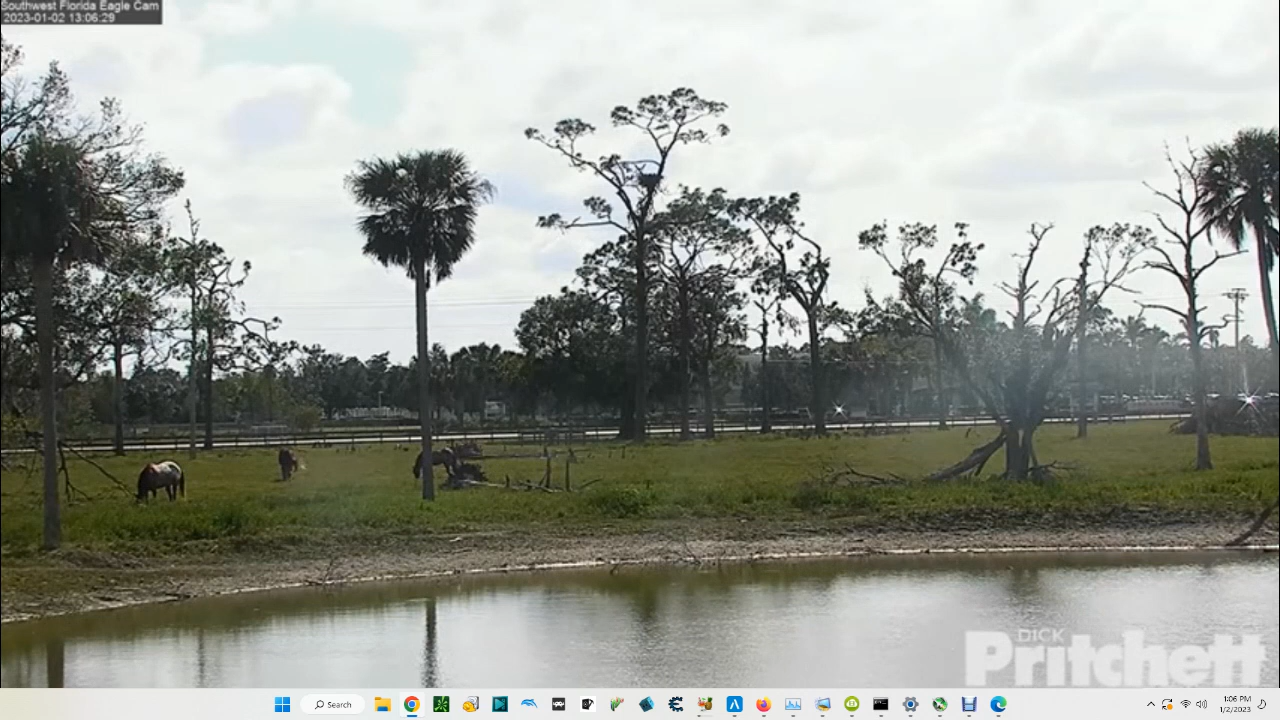 Southwest Florida Eagle Cam
2023-01-02 13:06:29
DICK
Pritchett
Search
1:06 PM
1/2/2023